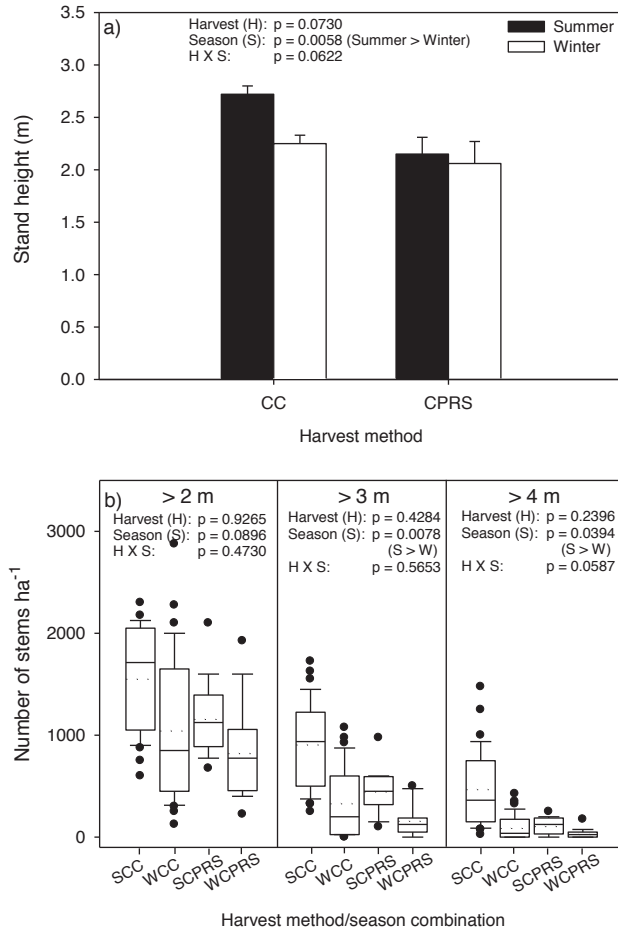 a)
Harvest (H): p = 0.0730
Season (S): p = 0.0058 (Summer > Winter)
H X S: p = 0.0622
Summer
Winter
3.5
3.0
2.5
2.0
1.5
1.0
0.5
0.0
Stand height (m)
CC CPRS
Harvest method
b)
> 2 m
Harvest (H): p = 0.9265
Season (S): p = 0.0896
H X S: p = 0.4730
> 3 m
Harvest (H): p = 0.4284
Season (S): p = 0.0078
(S > W)
H X S: p = 0.5653
> 4 m
Harvest (H): p = 0.2396
Season (S): p = 0.0394
(S > W)
H X S: p = 0.0587
3000
2000
1000
0
Number of stems ha⁻¹
SCC WCC SCPRS WCPRS SCC WCC SCPRS WCPRS SCC WCC SCPRS WCPRS
Harvest method/season combination